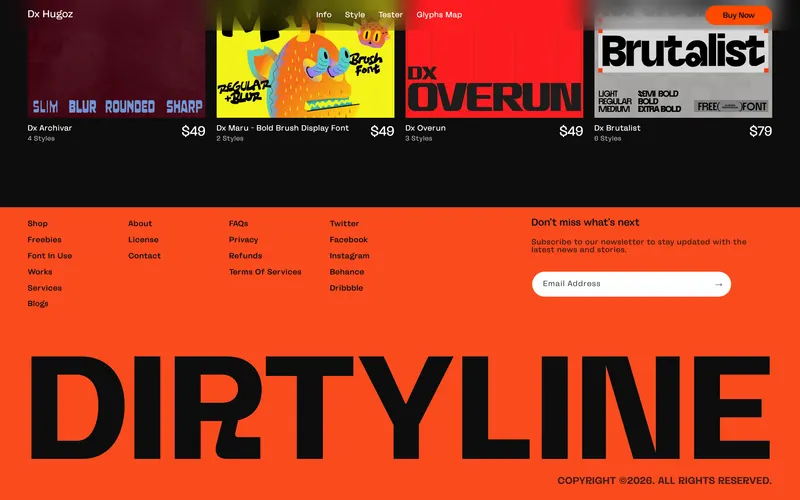 Dx Hugoz
Info Style Tester Glyphs Map
Buy Now
SLIM BLUR ROUNDED SHARP
Dx Archivar
$49
4 Styles
REGULAR
+BLUR
Brush
Font
Dx Maru - Bold Brush Display Font
$49
2 Styles
DX
OVERUN
Dx Overun
$49
3 Styles
Brutalist
LIGHT
REGULAR
MEDIUM
SEMI BOLD
BOLD
EXTRA BOLD
FREE FONT
Dx Brutalist
$79
6 Styles
Shop
Freebies
Font In Use
Works
Services
Blogs
About
License
Contact
FAQs
Privacy
Refunds
Terms Of Services
Twitter
Facebook
Instagram
Behance
Dribbble
Don't miss what's next
Subscribe to our newsletter to stay updated with the
latest news and stories.
Email Address →
DIRTYLINE
COPYRIGHT ©2026. ALL RIGHTS RESERVED.